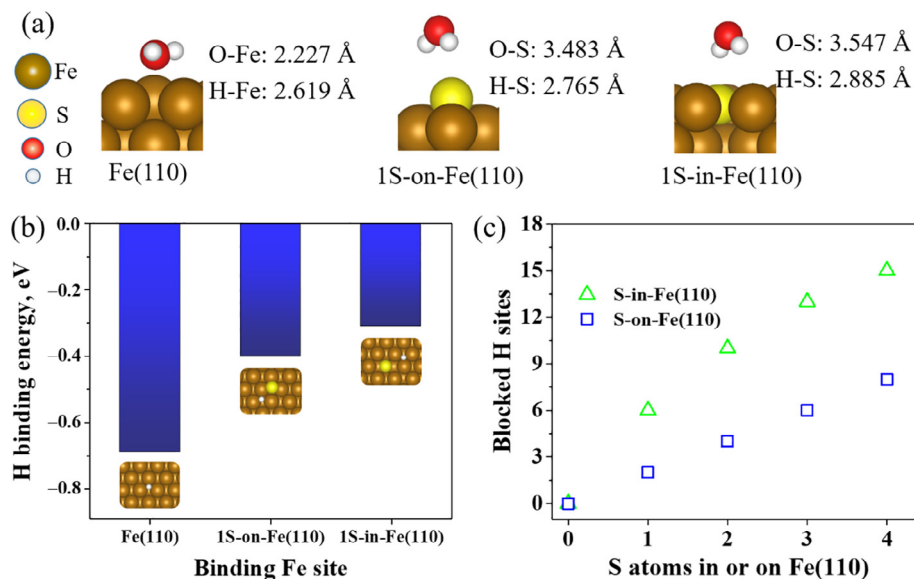 (a)
Fe
S
O
H
O-Fe: 2.227 Å
H-Fe: 2.619 Å
Fe(110)
O-S: 3.483 Å
H-S: 2.765 Å
1S-on-Fe(110)
O-S: 3.547 Å
H-S: 2.885 Å
1S-in-Fe(110)
(b)
H binding energy, eV
0.0
−0.2
−0.4
−0.6
−0.8
Fe(110) 1S-on-Fe(110) 1S-in-Fe(110)
Binding Fe site
(c)
Blocked H sites
18
15
12
9
6
3
0
S-in-Fe(110)
S-on-Fe(110)
0 1 2 3 4
S atoms in or on Fe(110)